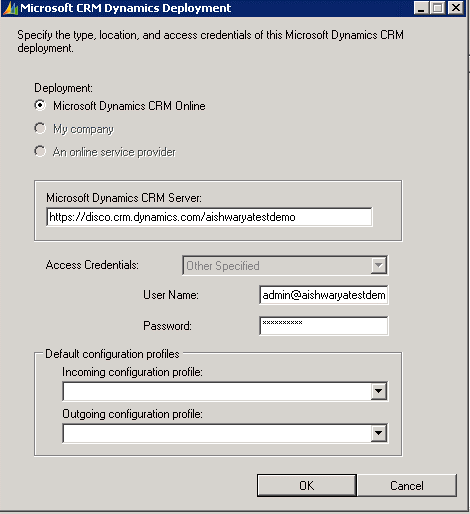 Microsoft CRM Dynamics Deployment
Specify the type, location, and access credentials of this Microsoft Dynamics CRM
deployment.
Deployment:
Microsoft Dynamics CRM Online
My company
An online service provider
Microsoft Dynamics CRM Server:
https://disco.crm.dynamics.com/aishwaryatestdemo
Access Credentials: Other Specified
User Name: admin@aishwaryatestdem
Password: **********
Default configuration profiles
Incoming configuration profile:
Outgoing configuration profile:
OK Cancel